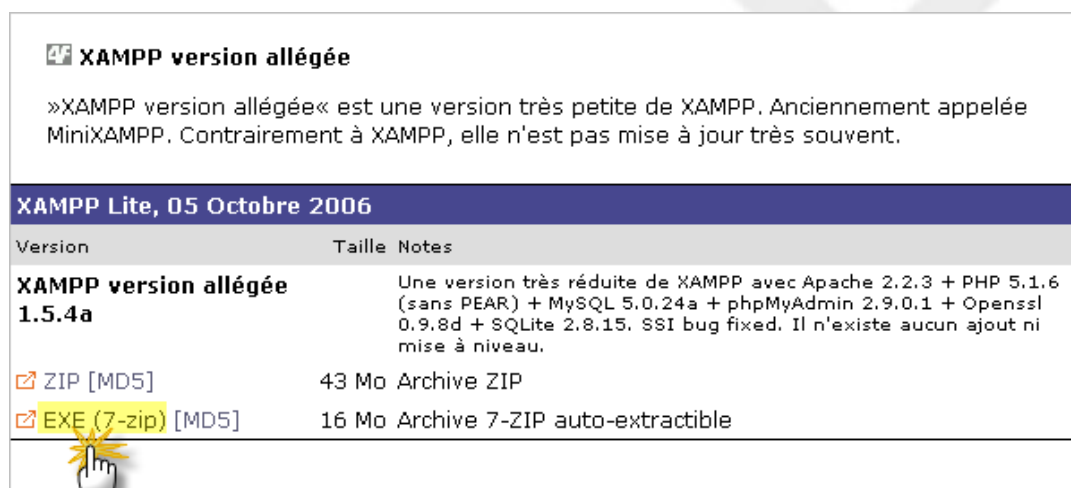 XAMPP version allégée
»XAMPP version allégée« est une version très petite de XAMPP. Anciennement appelée
MiniXAMPP. Contrairement à XAMPP, elle n'est pas mise à jour très souvent.
XAMPP Lite, 05 Octobre 2006
Version Taille Notes
XAMPP version allégée
1.5.4a
Une version très réduite de XAMPP avec Apache 2.2.3 + PHP 5.1.6
(sans PEAR) + MySQL 5.0.24a + phpMyAdmin 2.9.0.1 + Openssl
0.9.8d + SQLite 2.8.15. SSI bug fixed. Il n'existe aucun ajout ni
mise à niveau.
ZIP [MD5] 43 Mo Archive ZIP
EXE (7-zip) [MD5] 16 Mo Archive 7-ZIP auto-extractible